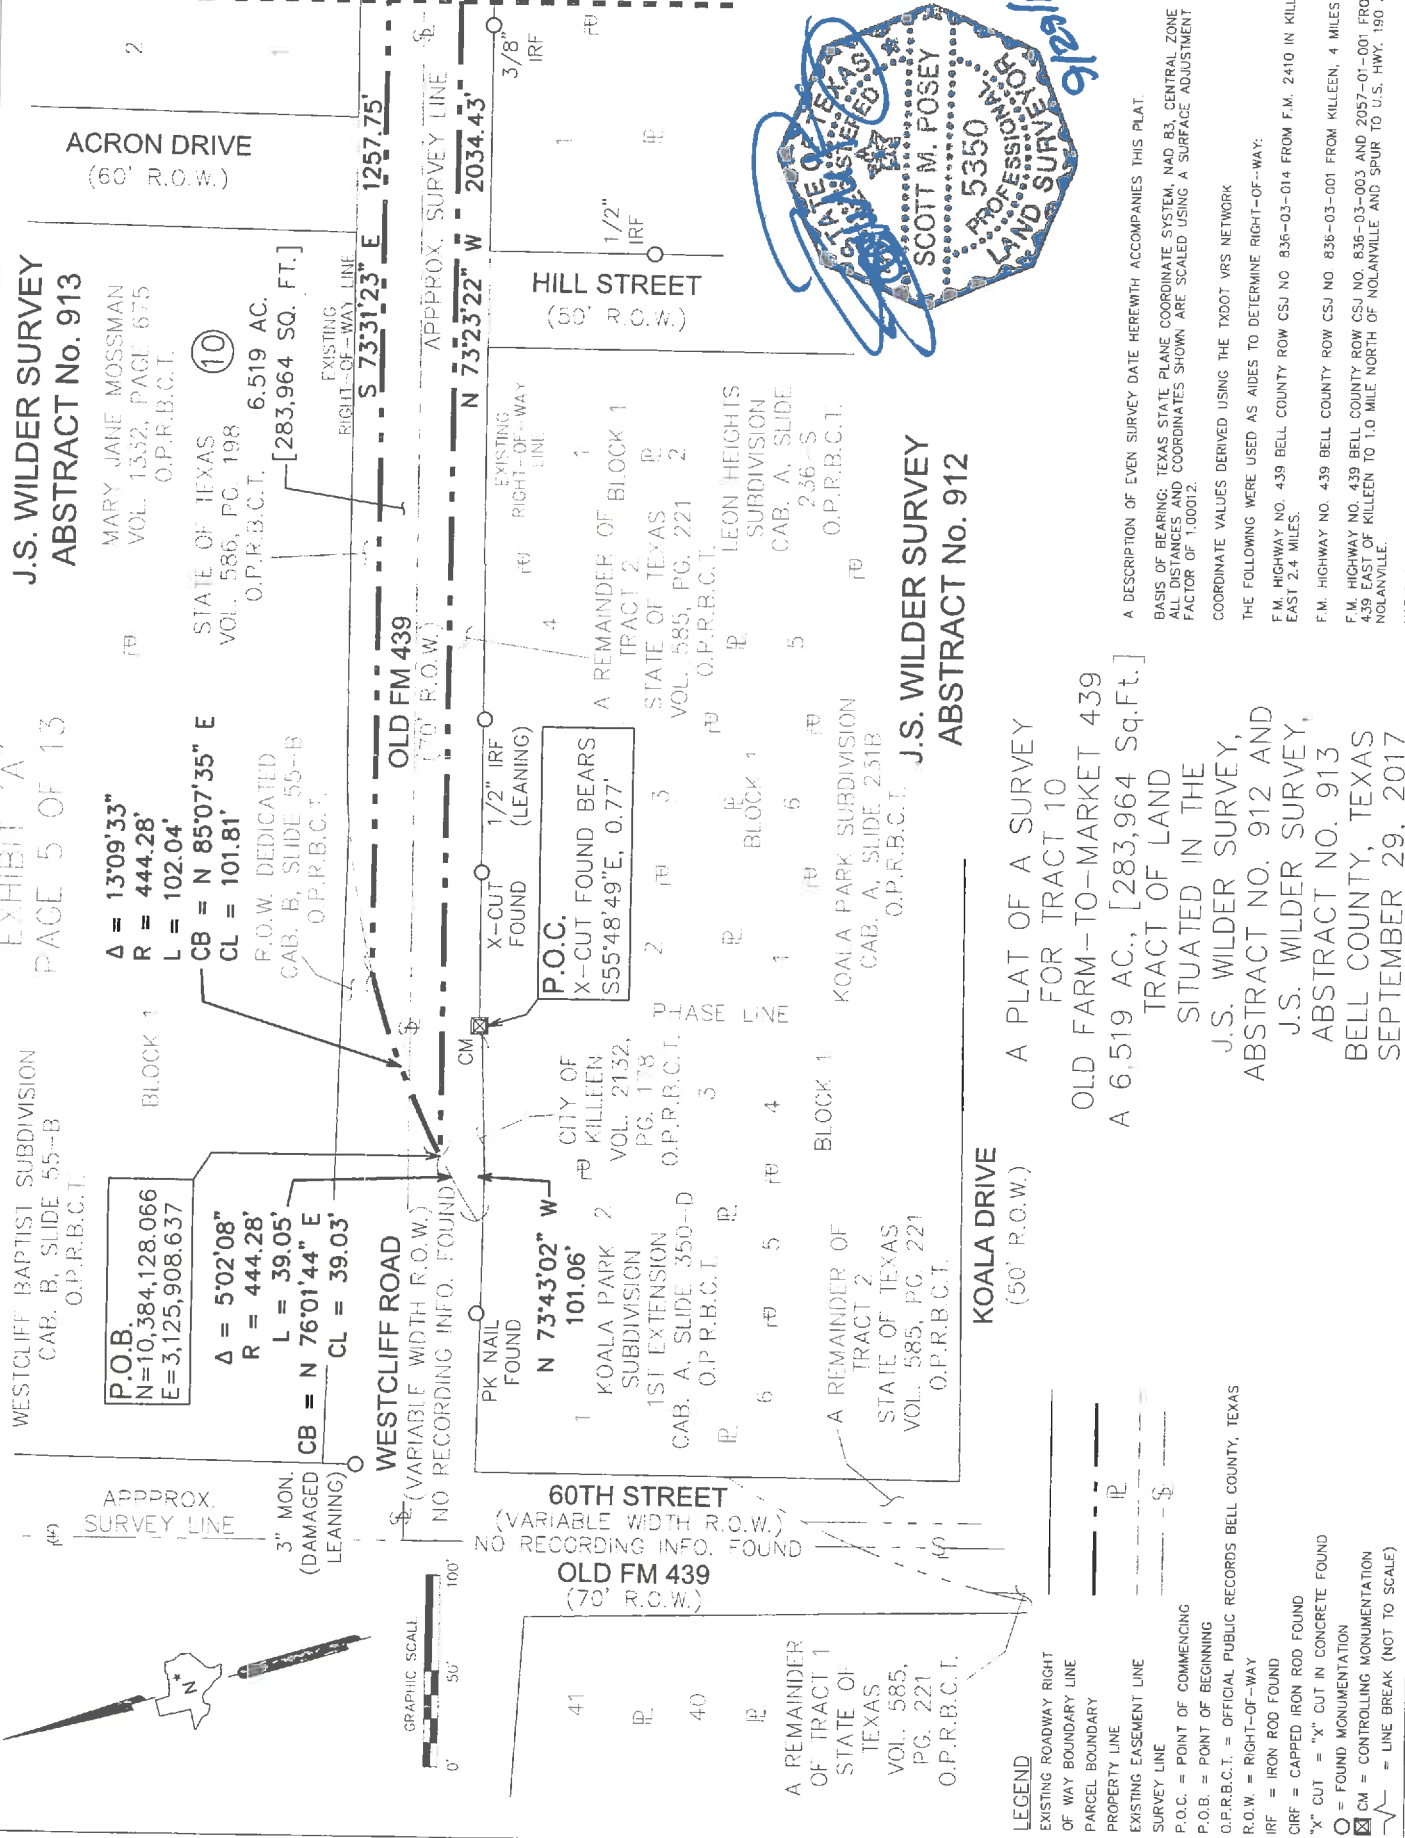 EXHIBIT "A"
PAGE 5 OF 13
WESTCLIFF BAPTIST SUBDIVISION
CAB. B, SLIDE 55-B
O.P.R.B.C.T.
BLOCK 1
J.S. WILDER SURVEY
ABSTRACT No. 913
MARY JANE MOSSMAN
VOL. 1332, PAGE 675
O.P.R.B.C.T.
ACRON DRIVE
(60' R.O.W.)
2
1
P.O.B.
N=10,384,128.066
E=3,125,908.637
Δ = 13°09'33"
R = 444.28'
L = 102.04'
CB = N 85°07'35" E
CL = 101.81'
R.O.W. DEDICATED
CAB. B, SLIDE 55-B
O.P.R.B.C.T.
STATE OF TEXAS
VOL. 586, PG. 198
O.P.R.B.C.T.
10
6.519 AC.
[283,964 SQ. FT.]
EXISTING
RIGHT-OF-WAY LINE
S 73°31'23" E 1257.75'
APPROX. SURVEY LINE
N 73°23'22" W 2034.43'
APPPROX.
SURVEY LINE
3" MON.
(DAMAGED
LEANING)
Δ = 5°02'08"
R = 444.28'
L = 39.05'
CB = N 76°01'44" E
CL = 39.03'
WESTCLIFF ROAD
(VARIABLE WIDTH R.O.W.)
NO RECORDING INFO. FOUND
OLD FM 439
(70' R.O.W.)
PK NAIL
FOUND
CM
X-CUT
FOUND
1/2" IRF
(LEANING)
EXISTING
RIGHT-OF-WAY
LINE
HILL STREET
(50' R.O.W.)
1/2"
IRF
3/8"
IRF
1
N 73°43'02" W
101.06'
P.O.C.
X-CUT FOUND BEARS
S55°48'49"E, 0.77'
1
KOALA PARK
SUBDIVISION
1ST EXTENSION
CAB. A, SLIDE 350-D
O.P.R.B.C.T.
2
CITY OF
KILLEEN
VOL. 2132,
PG. 178
O.P.R.B.C.T.
3
6
5
4
BLOCK 1
PHASE LINE
2
3
4
1
6
5
BLOCK 1
A REMAINDER OF
TRACT 2
STATE OF TEXAS
VOL. 585, PG. 221
O.P.R.B.C.T.
1
BLOCK 1
2
LEON HEIGHTS
SUBDIVISION
CAB. A, SLIDE
236-S
O.P.R.B.C.T.
5
KOALA PARK SUBDIVISION
CAB. A, SLIDE 231B
O.P.R.B.C.T.
A REMAINDER OF
TRACT 2
STATE OF TEXAS
VOL. 585, PG. 221
O.P.R.B.C.T.
J.S. WILDER SURVEY
ABSTRACT No. 912
KOALA DRIVE
(50' R.O.W.)
60TH STREET
(VARIABLE WIDTH R.O.W.)
NO RECORDING INFO. FOUND
OLD FM 439
(70' R.O.W.)
GRAPHIC SCALE
0' 50' 100'
N
41
40
A REMAINDER
OF TRACT 1
STATE OF
TEXAS
VOL. 585,
PG. 221
O.P.R.B.C.T.
STATE OF TEXAS
REGISTERED
SCOTT M. POSEY
5350
PROFESSIONAL
LAND SURVEYOR
LEGEND
EXISTING ROADWAY RIGHT
OF WAY BOUNDARY LINE
PARCEL BOUNDARY
PROPERTY LINE
EXISTING EASEMENT LINE
SURVEY LINE
P.O.C. = POINT OF COMMENCING
P.O.B. = POINT OF BEGINNING
O.P.R.B.C.T. = OFFICIAL PUBLIC RECORDS BELL COUNTY, TEXAS
R.O.W. = RIGHT-OF-WAY
IRF = IRON ROD FOUND
CIRF = CAPPED IRON ROD FOUND
"X" CUT = "X" CUT IN CONCRETE FOUND
O = FOUND MONUMENTATION
CM = CONTROLLING MONUMENTATION
= LINE BREAK (NOT TO SCALE)
A PLAT OF A SURVEY
FOR TRACT 10
OLD FARM-TO-MARKET 439
A 6.519 AC., [283,964 Sq.Ft.]
TRACT OF LAND
SITUATED IN THE
J.S. WILDER SURVEY,
ABSTRACT NO. 912 AND
J.S. WILDER SURVEY,
ABSTRACT NO. 913
BELL COUNTY, TEXAS
SEPTEMBER 29, 2017
A DESCRIPTION OF EVEN SURVEY DATE HEREWITH ACCOMPANIES THIS PLAT.
BASIS OF BEARING: TEXAS STATE PLANE COORDINATE SYSTEM, NAD 83, CENTRAL ZONE
ALL DISTANCES AND COORDINATES SHOWN ARE SCALED USING A SURFACE ADJUSTMENT
FACTOR OF 1.00012.
COORDINATE VALUES DERIVED USING THE TXDOT VRS NETWORK
THE FOLLOWING WERE USED AS AIDES TO DETERMINE RIGHT-OF-WAY:
F.M. HIGHWAY NO. 439 BELL COUNTY ROW CSJ NO 836-03-014 FROM F.M. 2410 IN KILL
EAST 2.4 MILES.
F.M. HIGHWAY NO. 439 BELL COUNTY ROW CSJ NO 836-03-001 FROM KILLEEN, 4 MILES
F.M. HIGHWAY NO. 439 BELL COUNTY ROW CSJ NO. 836-03-003 AND 2057-01-001 FRO
439 EAST OF KILLEEN TO 1.0 MILE NORTH OF NOLANVILLE AND SPUR TO U.S. HWY. 190
NOLANVILLE.